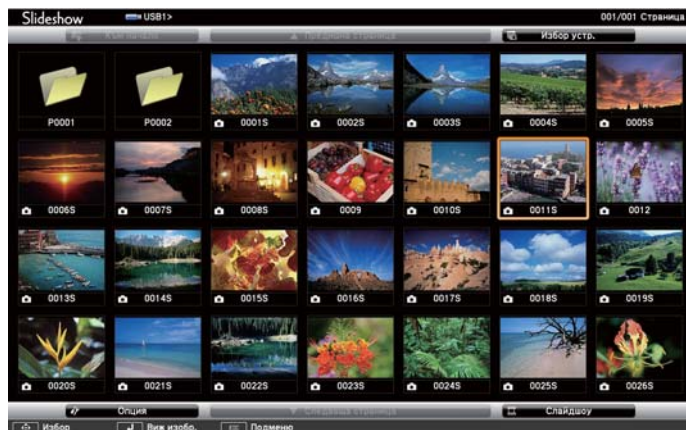 Slideshow USB1> 001/001 Страница
Към начало Предишна страница Избор устр.
P0001 P0002 0001S 0002S 0003S 0004S 0005S
0006S 0007S 0008S 0009 0010S 0011S 0012
0013S 0014S 0015S 0016S 0017S 0018S 0019S
0020S 0021S 0022S 0023S 0024S 0025S 0026S
Опция Следваща страница Слайдшоу
Избор Виж изобр. Подменю